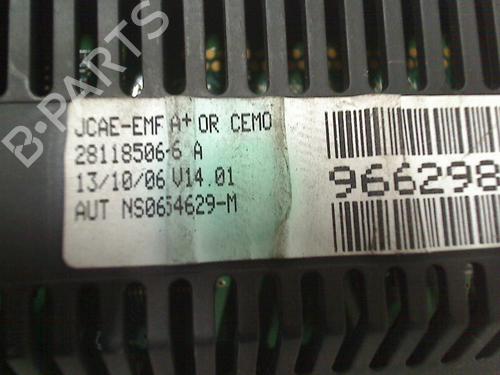 B-PARTS
JCAE-EMF A+ OR CEMO
28118506-6 A
13/10/06 V14.01
AUT NS0654629-M
966298